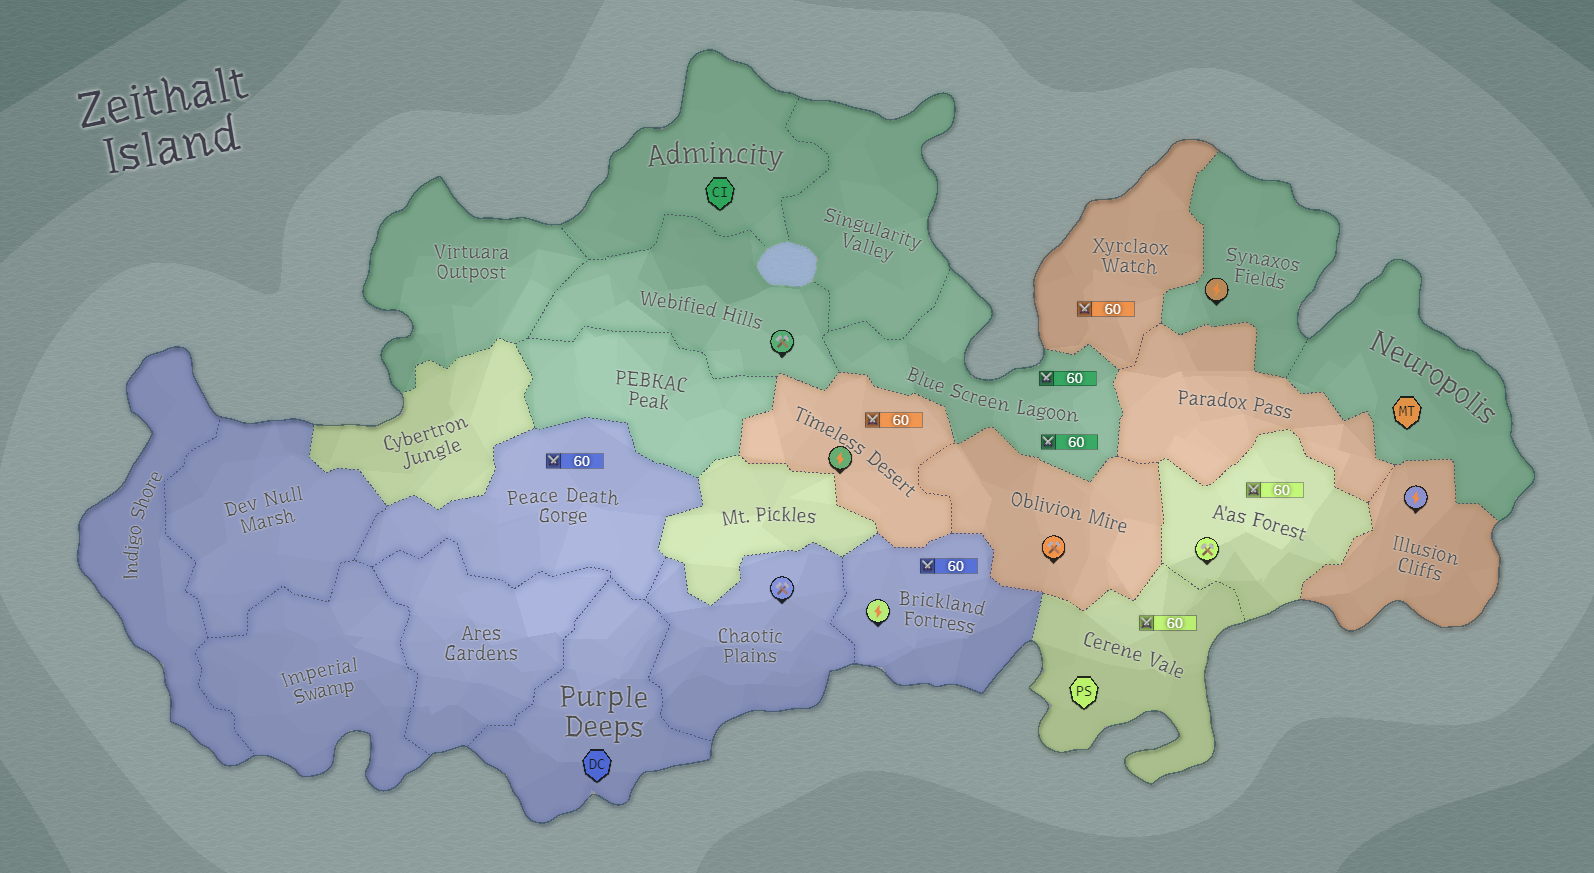 Zeithalt
Island
Admincity
CI
Singularity
Valley
Virtuara
Outpost
Webified Hills
Xyrclaox
Watch
60
Synaxos
Fields
Neuropolis
MT
PEBKAC
Peak
Blue Screen Lagoon
60
60
Paradox Pass
Cybertron
Jungle
Timeless Desert
60
Peace Death
Gorge
60
Indigo Shore
Dev Null
Marsh
Mt. Pickles
Oblivion Mire
A'as Forest
60
Illusion
Cliffs
Brickland
Fortress
60
Cerene Vale
60
PS
Ares
Gardens
Chaotic
Plains
Imperial
Swamp
Purple
Deeps
DC